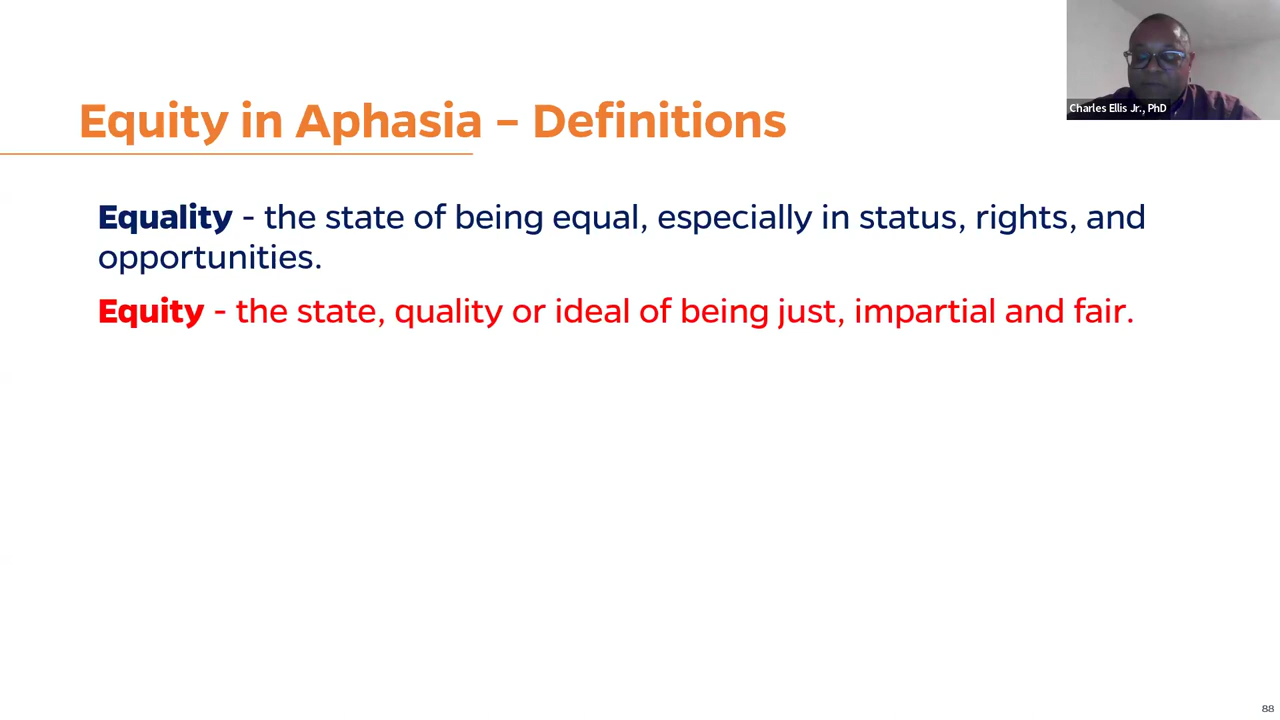 Charles Ellis Jr., PhD
Equity in Aphasia – Definitions
Equality - the state of being equal, especially in status, rights, and
opportunities.
Equity - the state, quality or ideal of being just, impartial and fair.
88